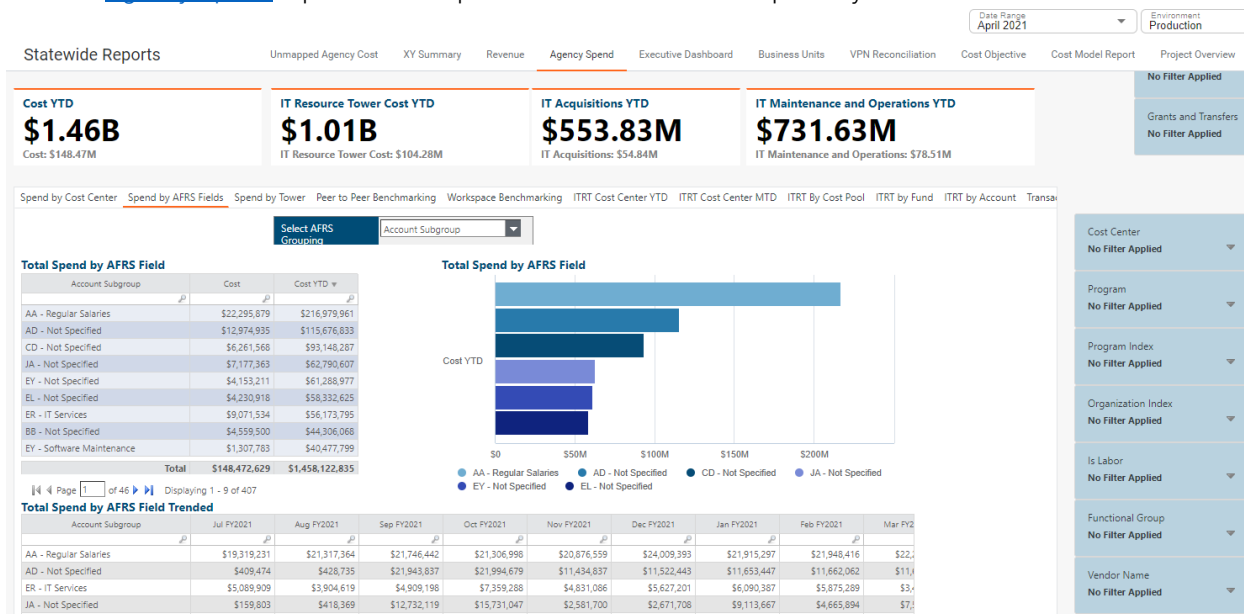 Date Range
April 2021
Environment
Production
Statewide Reports
Unmapped Agency Cost XY Summary Revenue Agency Spend Executive Dashboard Business Units VPN Reconciliation Cost Objective Cost Model Report Project Overview
No Filter Applied
Grants and Transfers
No Filter Applied
Cost YTD
$1.46B
Cost: $148.47M
IT Resource Tower Cost YTD
$1.01B
IT Resource Tower Cost: $104.28M
IT Acquisitions YTD
$553.83M
IT Acquisitions: $54.84M
IT Maintenance and Operations YTD
$731.63M
IT Maintenance and Operations: $78.51M
Spend by Cost Center Spend by AFRS Fields Spend by Tower Peer to Peer Benchmarking Workspace Benchmarking ITRT Cost Center YTD ITRT Cost Center MTD ITRT By Cost Pool ITRT by Fund ITRT by Account
Select AFRS
Grouping
Account Subgroup
Total Spend by AFRS Field
Account Subgroup Cost Cost YTD
AA - Regular Salaries $22,295,879 $216,979,961
AD - Not Specified $12,974,935 $115,676,833
CD - Not Specified $6,261,568 $93,148,287
JA - Not Specified $7,177,363 $62,790,607
EY - Not Specified $4,153,211 $61,288,977
EL - Not Specified $4,230,918 $58,332,625
ER - IT Services $9,071,534 $56,173,795
BB - Not Specified $4,559,500 $44,306,068
EY - Software Maintenance $1,307,783 $40,477,799
Total $148,472,629 $1,458,122,835
Page 1 of 46 Displaying 1 - 9 of 407
Total Spend by AFRS Field
Cost YTD
$0 $50M $100M $150M $200M
AA - Regular Salaries AD - Not Specified CD - Not Specified JA - Not Specified
EY - Not Specified EL - Not Specified
Total Spend by AFRS Field Trended
Account Subgroup Jul FY2021 Aug FY2021 Sep FY2021 Oct FY2021 Nov FY2021 Dec FY2021 Jan FY2021 Feb FY2021 Mar
AA - Regular Salaries $19,319,231 $21,317,364 $21,746,442 $21,306,998 $20,876,559 $24,009,393 $21,915,297 $21,948,416
AD - Not Specified $409,474 $428,735 $21,943,837 $21,994,679 $11,434,837 $11,522,443 $11,653,447 $11,662,062
ER - IT Services $5,089,909 $3,904,619 $4,909,198 $7,359,288 $4,831,086 $5,627,201 $6,090,387 $5,875,289
JA - Not Specified $159,803 $418,369 $12,732,119 $15,731,047 $2,581,700 $2,671,708 $9,113,667 $4,665,894
Cost Center
No Filter Applied
Program
No Filter Applied
Program Index
No Filter Applied
Organization Index
No Filter Applied
Is Labor
No Filter Applied
Functional Group
No Filter Applied
Vendor Name
No Filter Applied